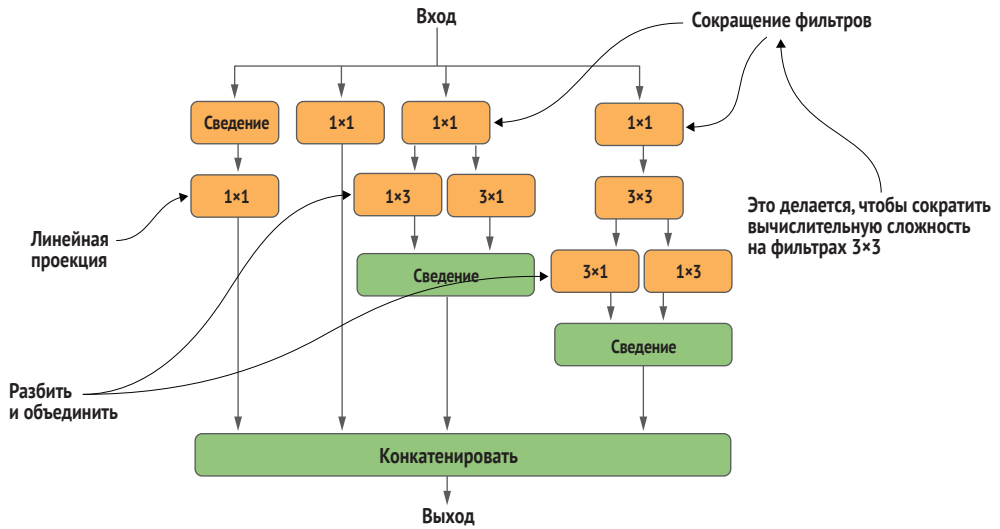 Вход
Сокращение фильтров
Сведение
1×1
1×1
1×1
1×1
1×3
3×1
3×3
Это делается, чтобы сократить
вычислительную сложность
на фильтрах 3×3
Линейная
проекция
Сведение
3×1
1×3
Сведение
Разбить
и объединить
Конкатенировать
Выход